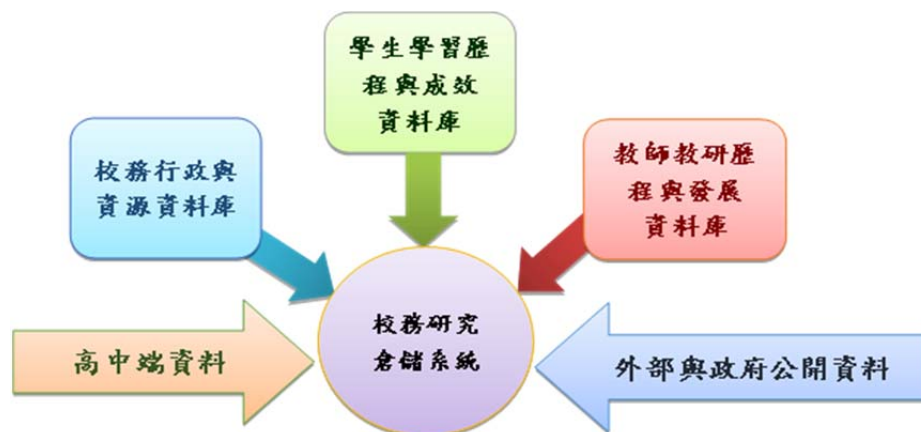 學生學習歷
程與成效
資料庫
校務行政與
資源資料庫
教師教研歷
程與發展
資料庫
校務研究
倉儲系統
高中端資料
外部與政府公開資料